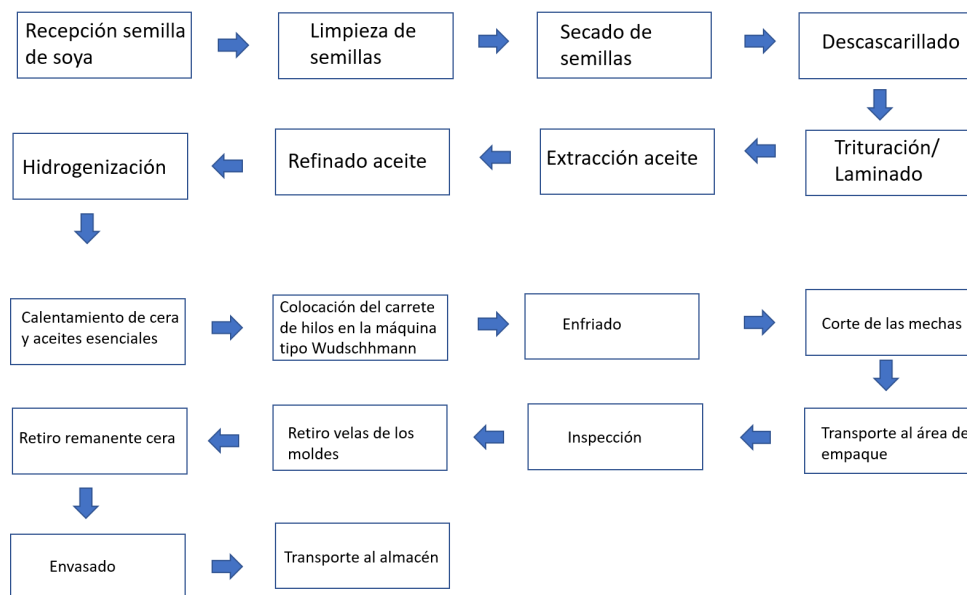 Recepción semilla
de soya
Limpieza de
semillas
Secado de
semillas
Descascarillado
Hidrogenización
Refinado aceite
Extracción aceite
Trituración/
Laminado
Calentamiento de cera
y aceites esenciales
Colocación del carrete
de hilos en la máquina
tipo Wudschhmann
Enfriado
Corte de las mechas
Retiro remanente cera
Retiro velas de los
moldes
Inspección
Transporte al área de
empaque
Envasado
Transporte al almacén